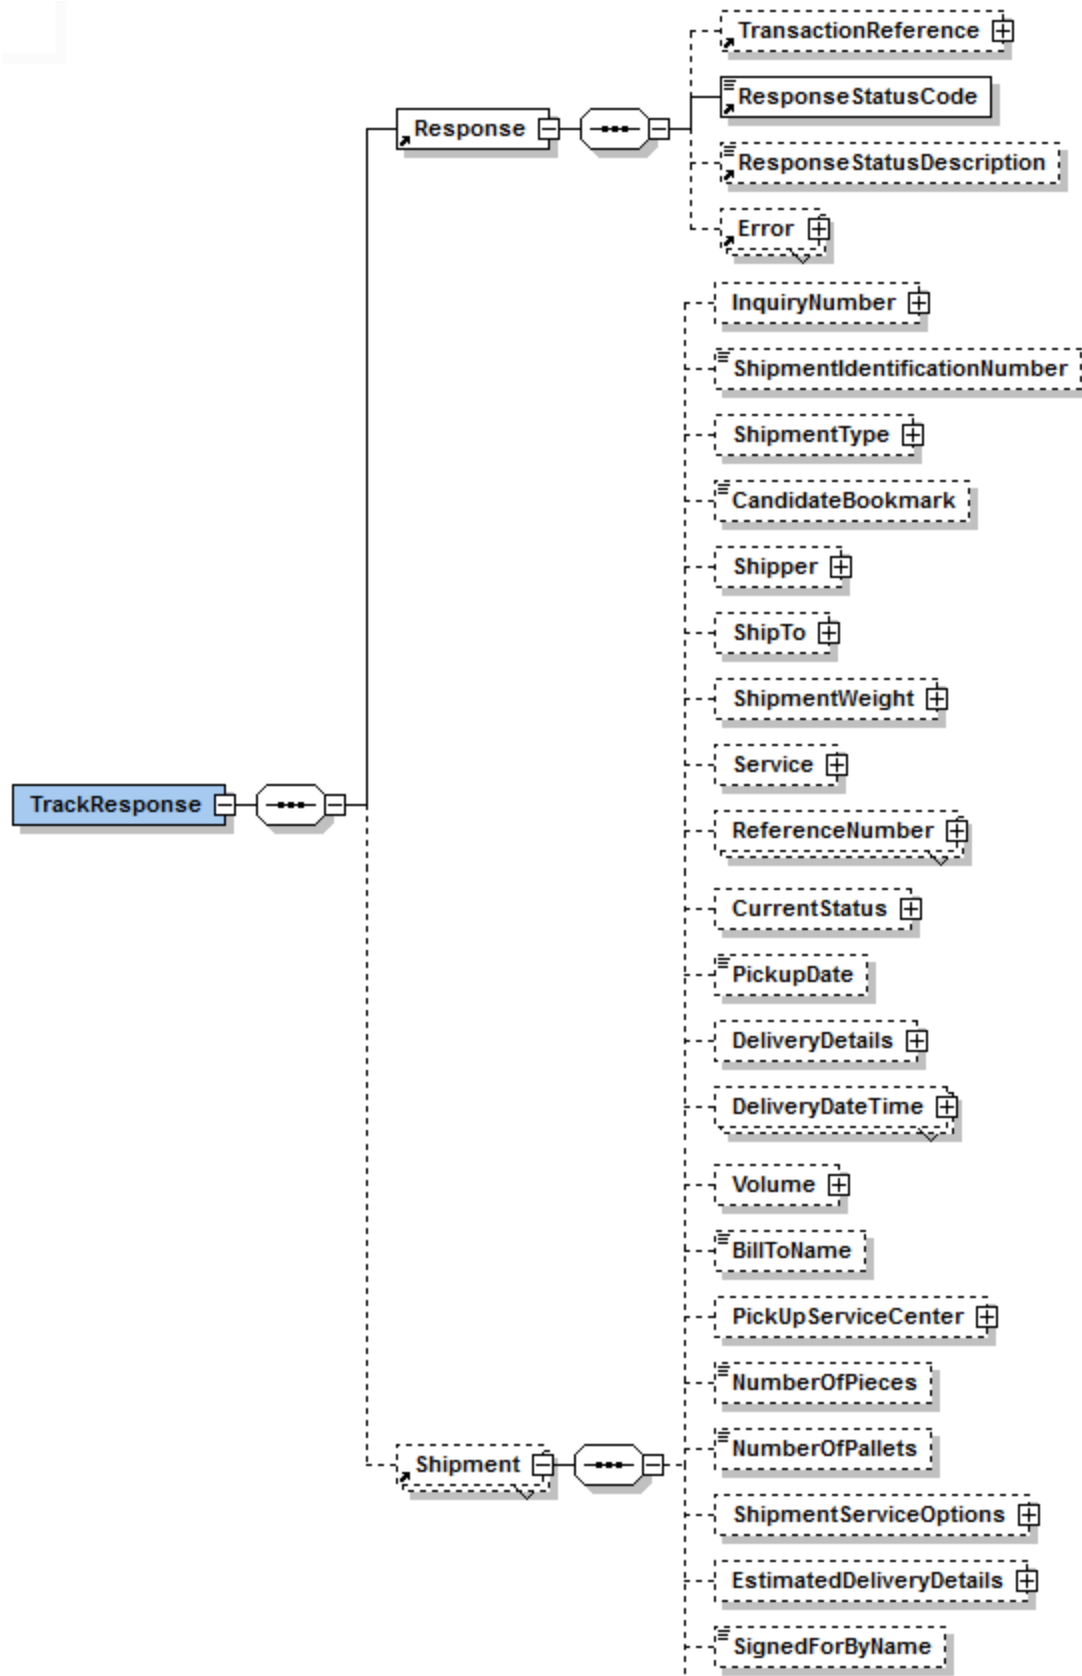 TransactionReference
ResponseStatusCode
Response
ResponseStatusDescription
Error
InquiryNumber
ShipmentIdentificationNumber
ShipmentType
CandidateBookmark
Shipper
ShipTo
ShipmentWeight
Service
TrackResponse
ReferenceNumber
CurrentStatus
PickupDate
DeliveryDetails
DeliveryDateTime
Volume
BillToName
PickUpServiceCenter
NumberOfPieces
NumberOfPallets
Shipment
ShipmentServiceOptions
EstimatedDeliveryDetails
SignedForByName